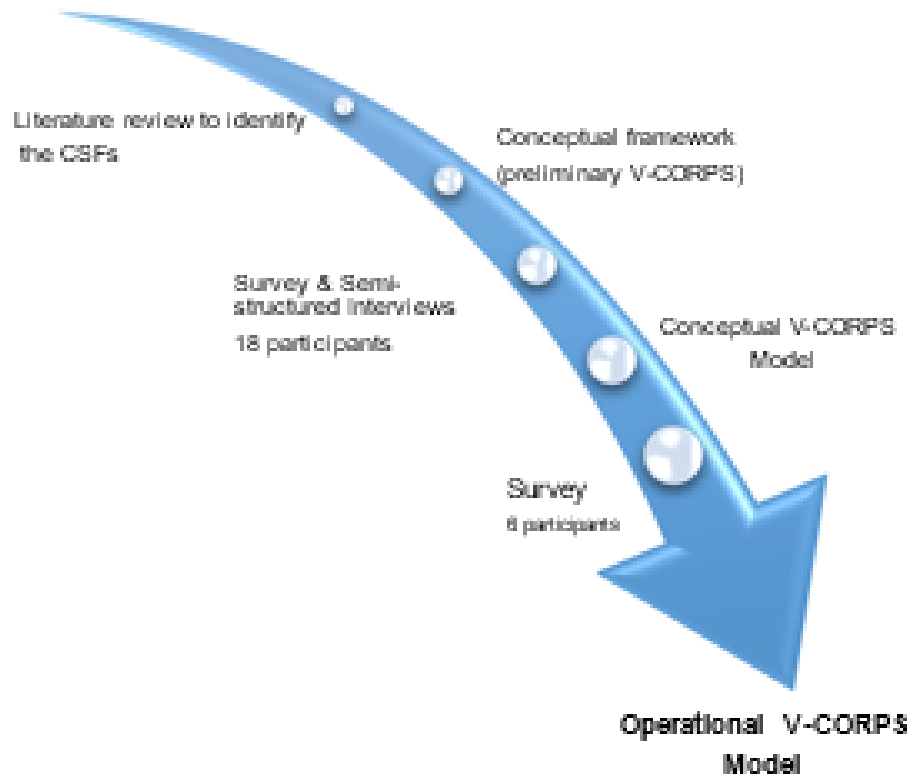 Literature review to identify
the CSFs
Conceptual framework
(preliminary V-CORPS)
Survey & Semi-
structured Interviews
18 participants
Conceptual V-CORPS
Model
Survey
6 participants
Operational V-CORPS
Model